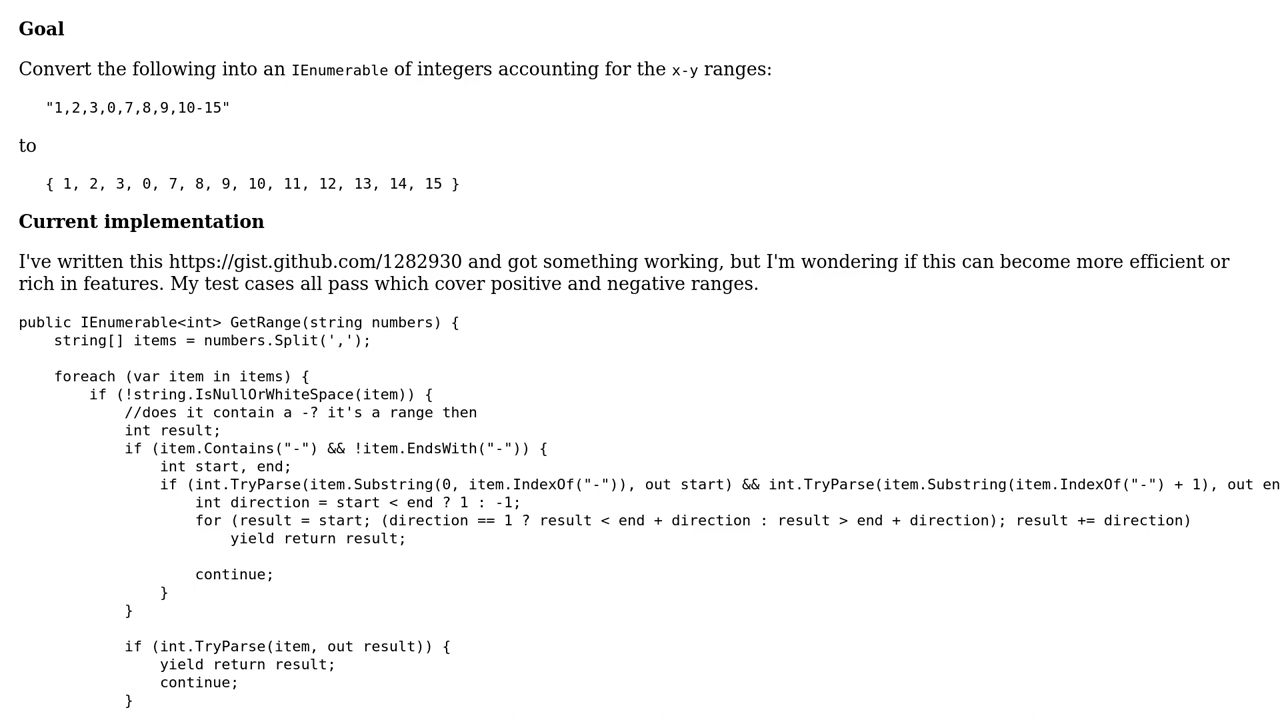 Goal
Convert the following into an IEnumerable of integers accounting for the x-y ranges:
"1,2,3,0,7,8,9,10-15"
to
{ 1, 2, 3, 0, 7, 8, 9, 10, 11, 12, 13, 14, 15 }
Current implementation
I've written this https://gist.github.com/1282930 and got something working, but I'm wondering if this can become more efficient or
rich in features. My test cases all pass which cover positive and negative ranges.
public IEnumerable<int> GetRange(string numbers) {
    string[] items = numbers.Split(',');
    foreach (var item in items) {
        if (!string.IsNullOrWhiteSpace(item)) {
            //does it contain a -? it's a range then
            int result;
            if (item.Contains("-") && !item.EndsWith("-")) {
                int start, end;
                if (int.TryParse(item.Substring(0, item.IndexOf("-")), out start) && int.TryParse(item.Substring(item.IndexOf("-") + 1), out en
                    int direction = start < end ? 1 : -1;
                    for (result = start; (direction == 1 ? result < end + direction : result > end + direction); result += direction)
                        yield return result;
                    continue;
                }
            }
            if (int.TryParse(item, out result)) {
                yield return result;
                continue;
            }